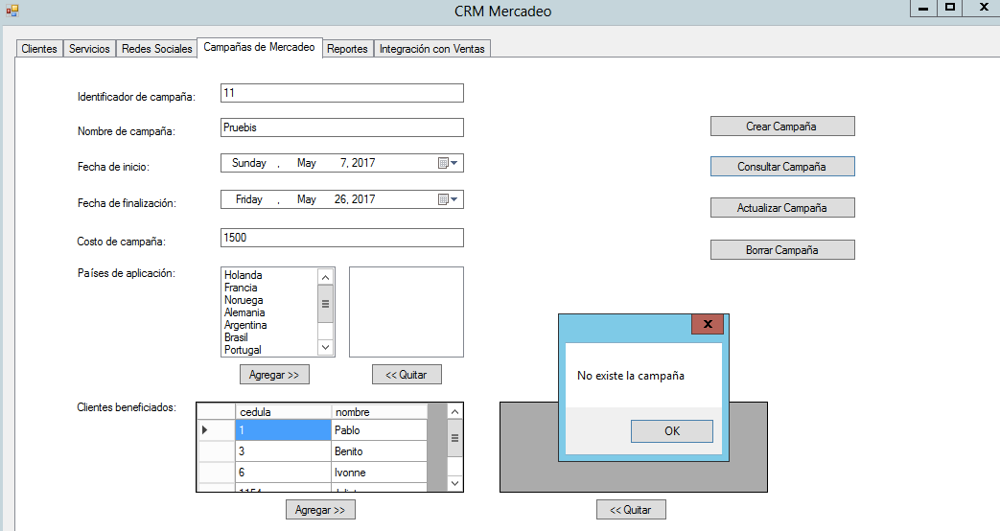 CRM Mercadeo
Clientes Servicios Redes Sociales Campañas de Mercadeo Reportes Integración con Ventas
Identificador de campaña: 11
Nombre de campaña: Pruebis
Crear Campaña
Fecha de inicio: Sunday , May 7, 2017
Consultar Campaña
Fecha de finalización: Friday , May 26, 2017
Actualizar Campaña
Costo de campaña: 1500
Borrar Campaña
Países de aplicación:
Holanda
Francia
Noruega
Alemania
Argentina
Brasil
Portugal
Agregar >> << Quitar
X
No existe la campaña
OK
Clientes beneficiados:
cedula nombre
1 Pablo
3 Benito
6 Ivonne
Agregar >> << Quitar